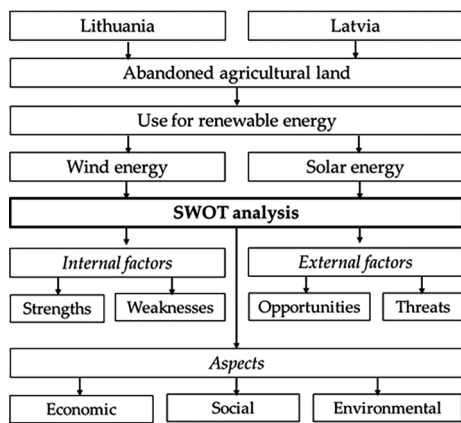 Lithuania
Latvia
Abandoned agricultural land
Use for renewable energy
Wind energy
Solar energy
SWOT analysis
Internal factors
External factors
Strengths
Weaknesses
Opportunities
Threats
Aspects
Economic
Social
Environmental